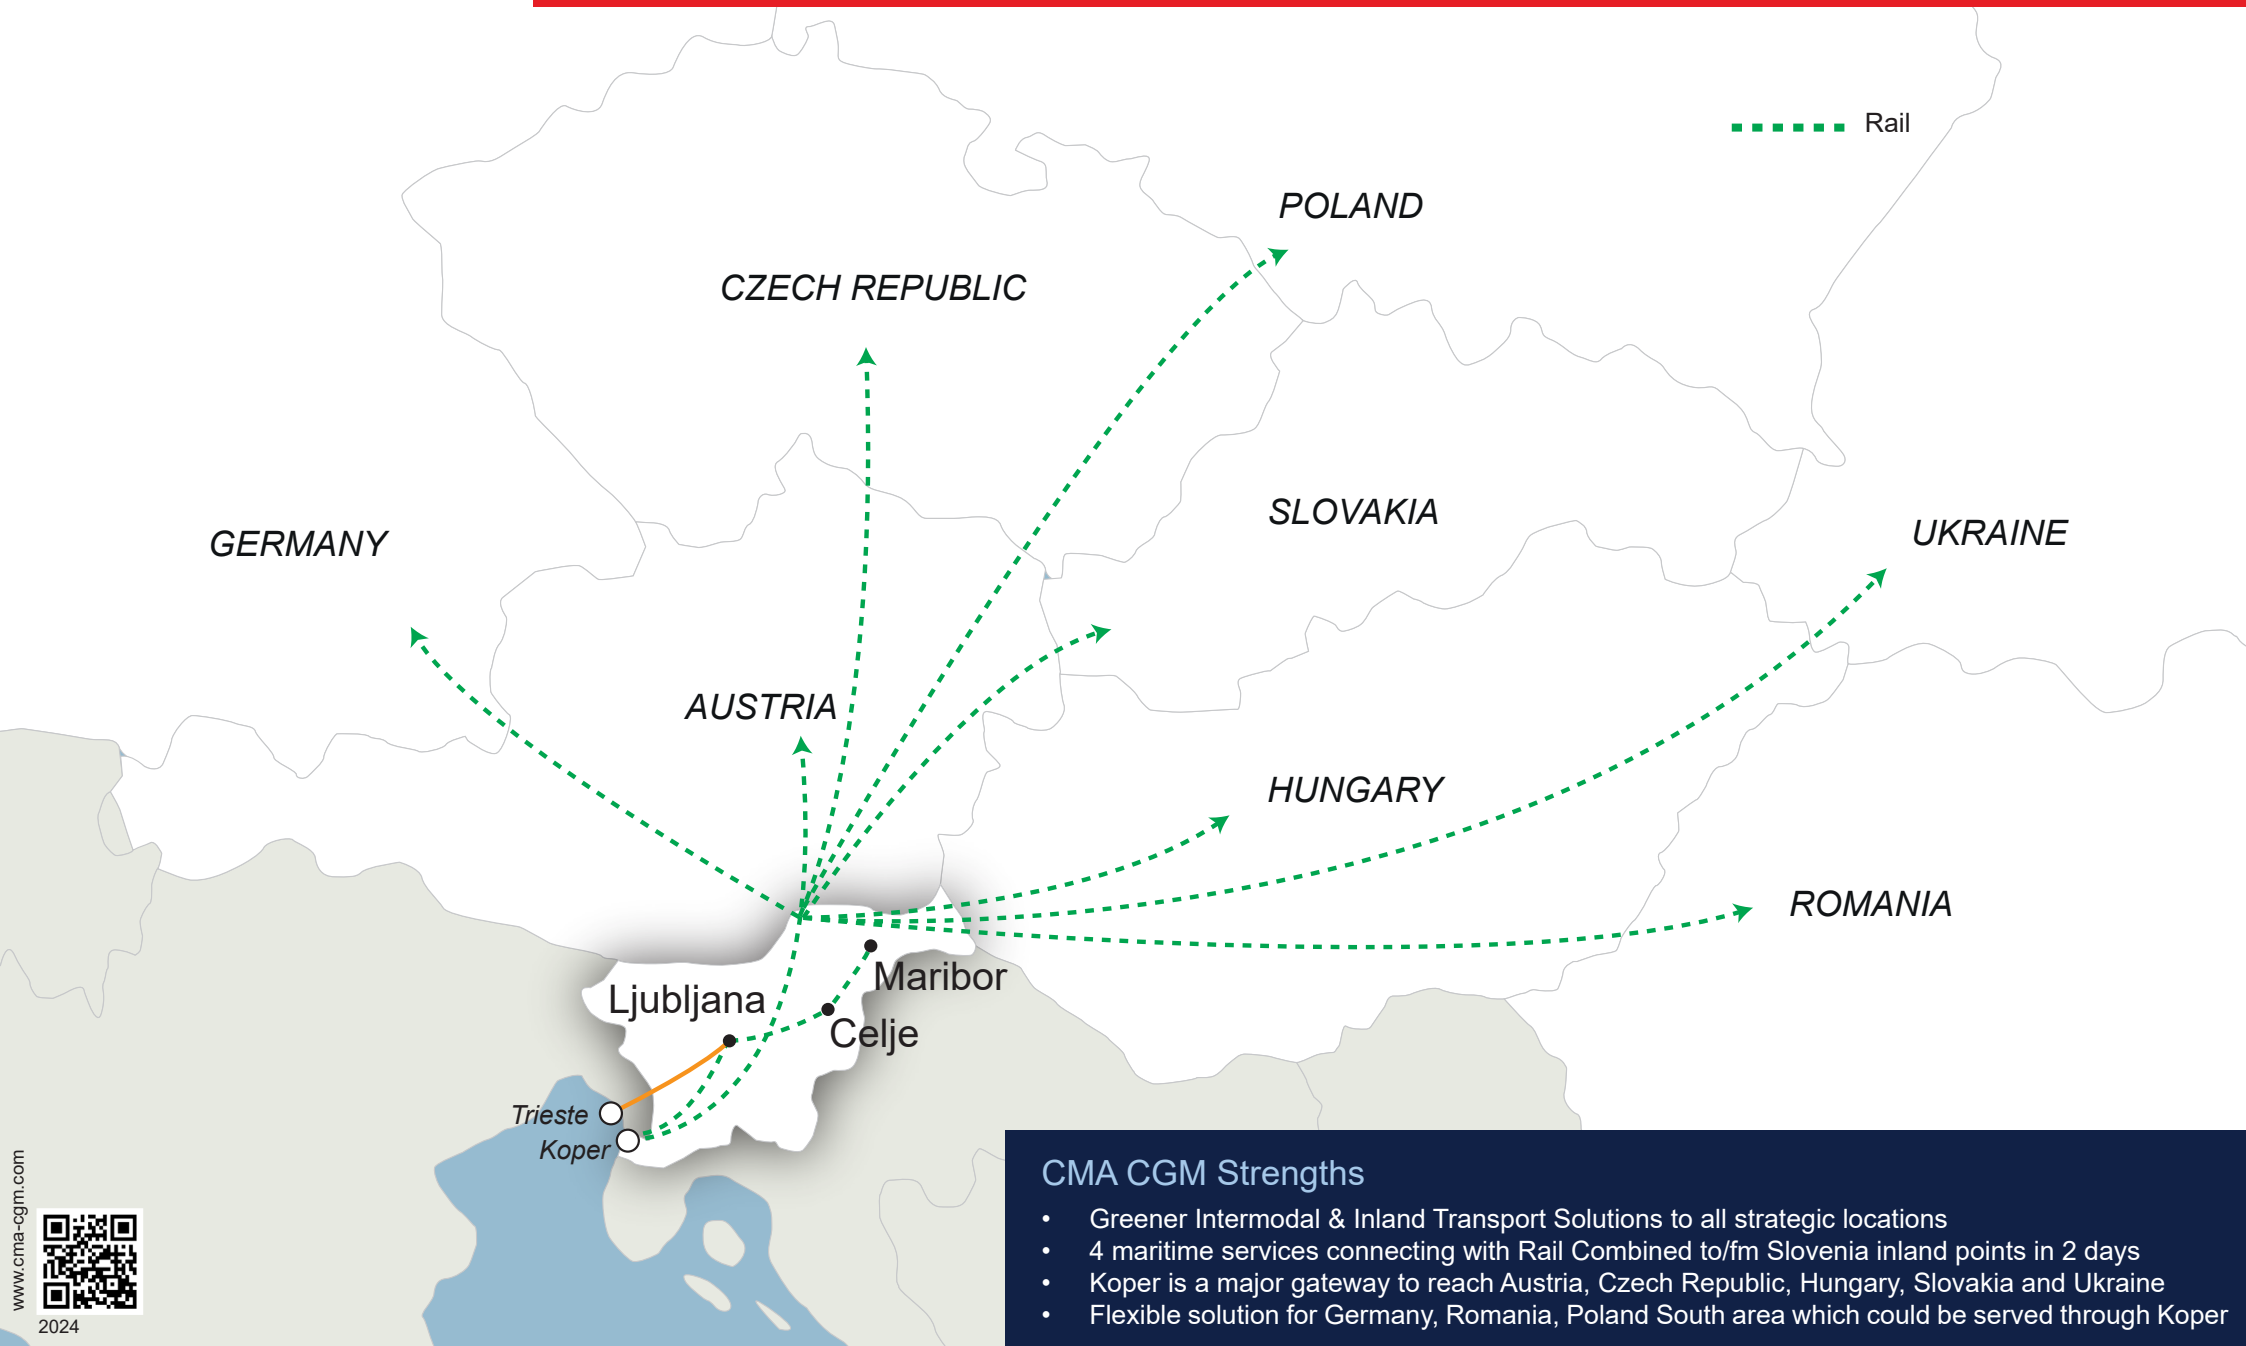 Rail
POLAND
CZECH REPUBLIC
SLOVAKIA
UKRAINE
GERMANY
AUSTRIA
HUNGARY
ROMANIA
Maribor
Ljubljana
Celje
Trieste
Koper
CMA CGM Strengths
• Greener Intermodal & Inland Transport Solutions to all strategic locations
• 4 maritime services connecting with Rail Combined to/fm Slovenia inland points in 2 days
• Koper is a major gateway to reach Austria, Czech Republic, Hungary, Slovakia and Ukraine
• Flexible solution for Germany, Romania, Poland South area which could be served through Koper
www.cma-cgm.com
2024